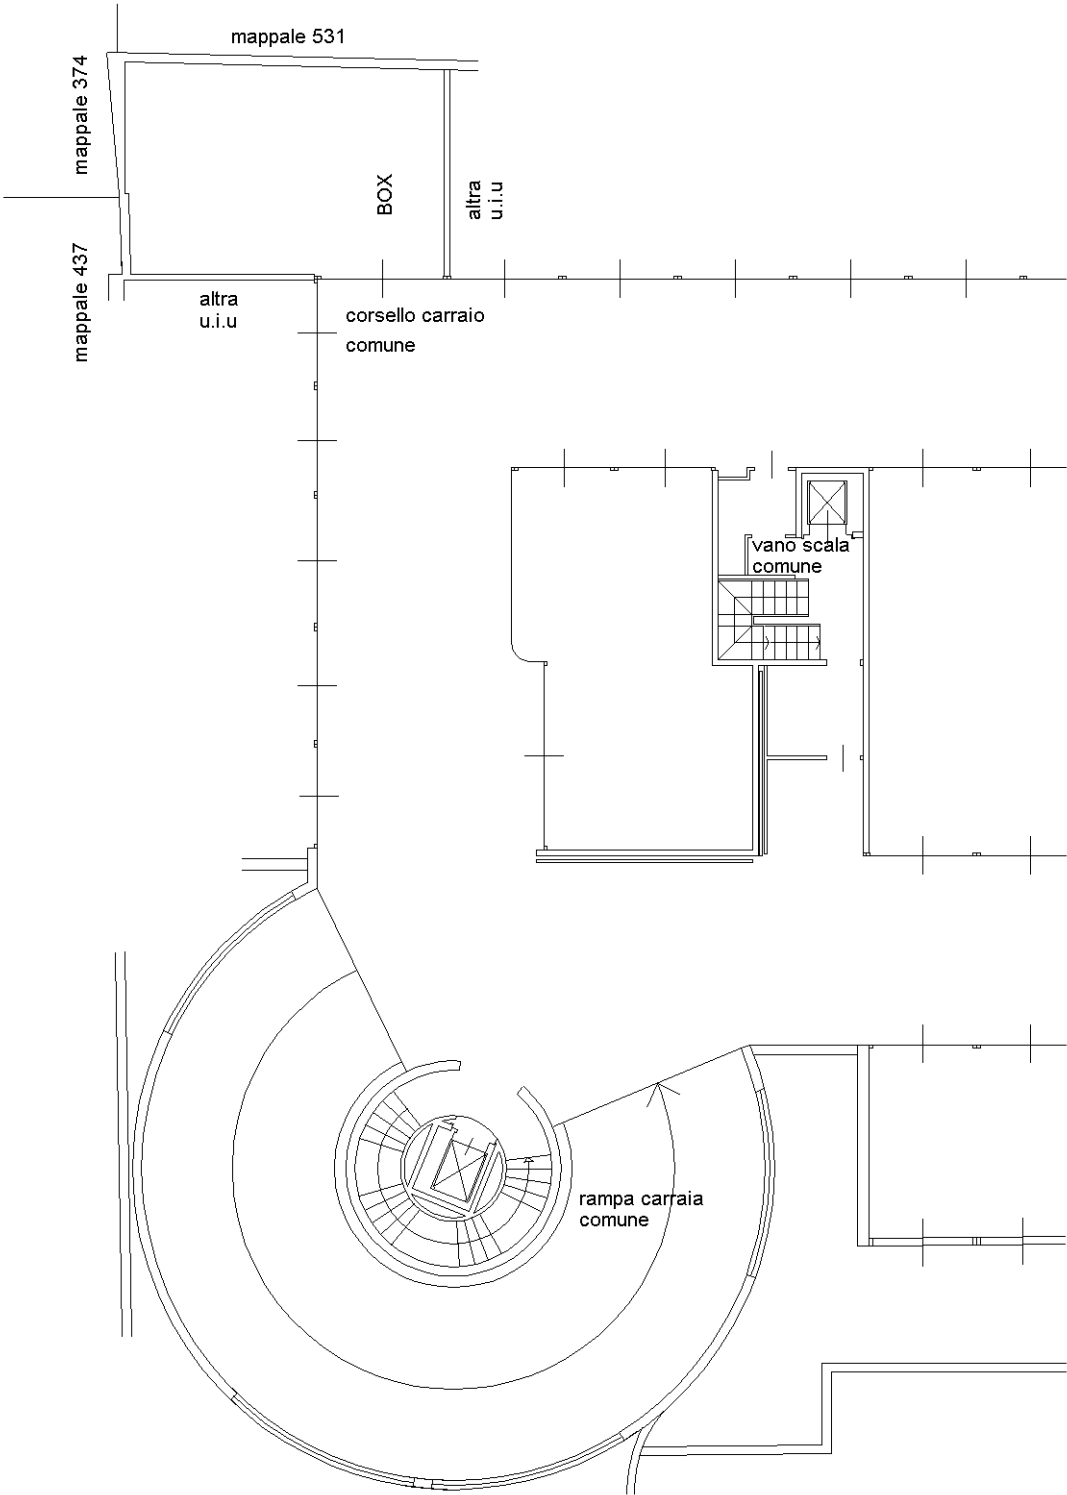 mappale 531
mappale 374
BOX
altra
u.i.u
mappale 437
altra
u.i.u
corsello carraio
comune
vano scala
comune
rampa carraia
comune